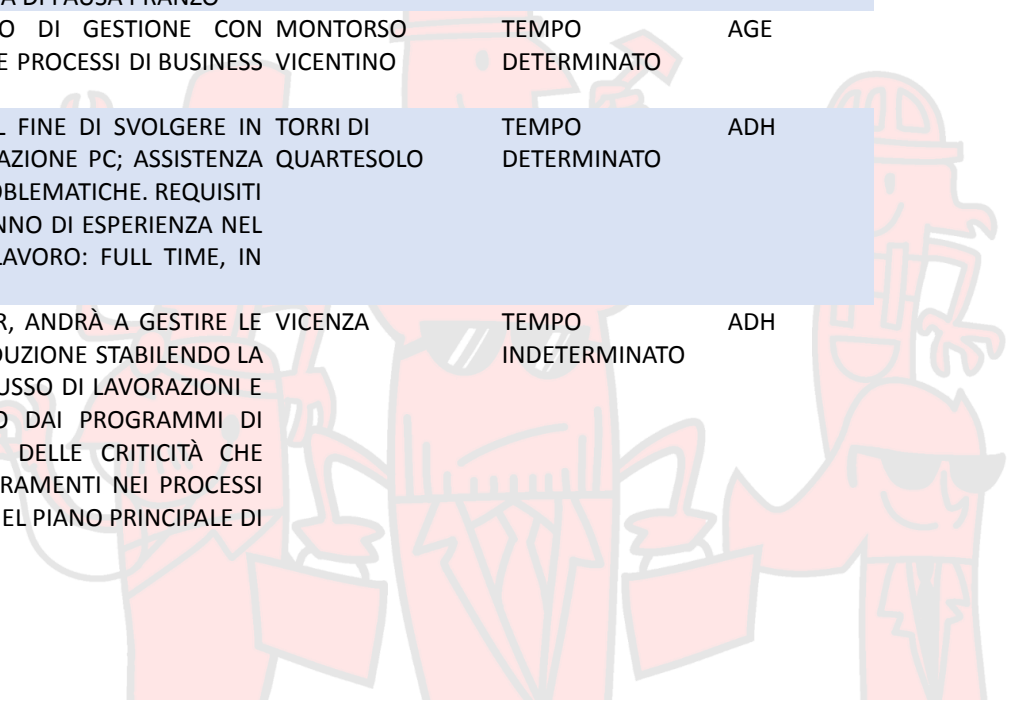 A DI PAUSA PRANZO
O DI GESTIONE CON MONTORSO TEMPO AGE
E PROCESSI DI BUSINESS VICENTINO DETERMINATO
L FINE DI SVOLGERE IN TORRI DI TEMPO ADH
AZIONE PC; ASSISTENZA QUARTESOLO DETERMINATO
OBLEMATICHE. REQUISITI
NNO DI ESPERIENZA NEL
LAVORO: FULL TIME, IN
R, ANDRÀ A GESTIRE LE VICENZA TEMPO ADH
DUZIONE STABILENDO LA INDETERMINATO
USSO DI LAVORAZIONI E
O DAI PROGRAMMI DI
DELLE CRITICITÀ CHE
RAMENTI NEI PROCESSI
EL PIANO PRINCIPALE DI